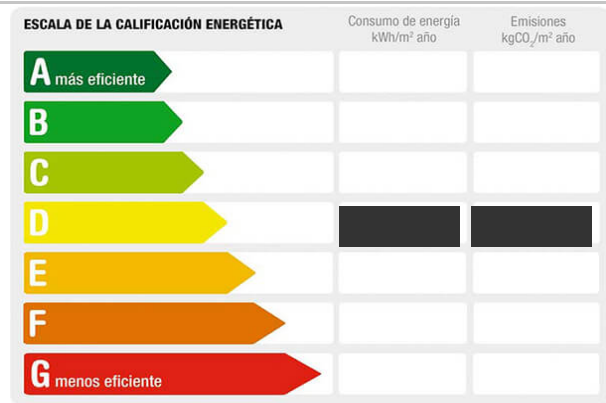 ESCALA DE LA CALIFICACIÓN ENERGÉTICA
Consumo de energía
kWh/m² año
Emisiones
kgCO₂/m² año
A más eficiente
B
C
D
E
F
G menos eficiente